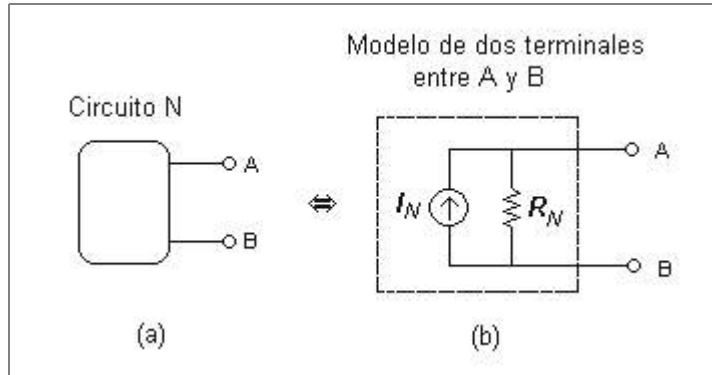 Modelo de dos terminales
entre A y B
Circuito N
A
B
I_N
R_N
A
B
(a)
(b)